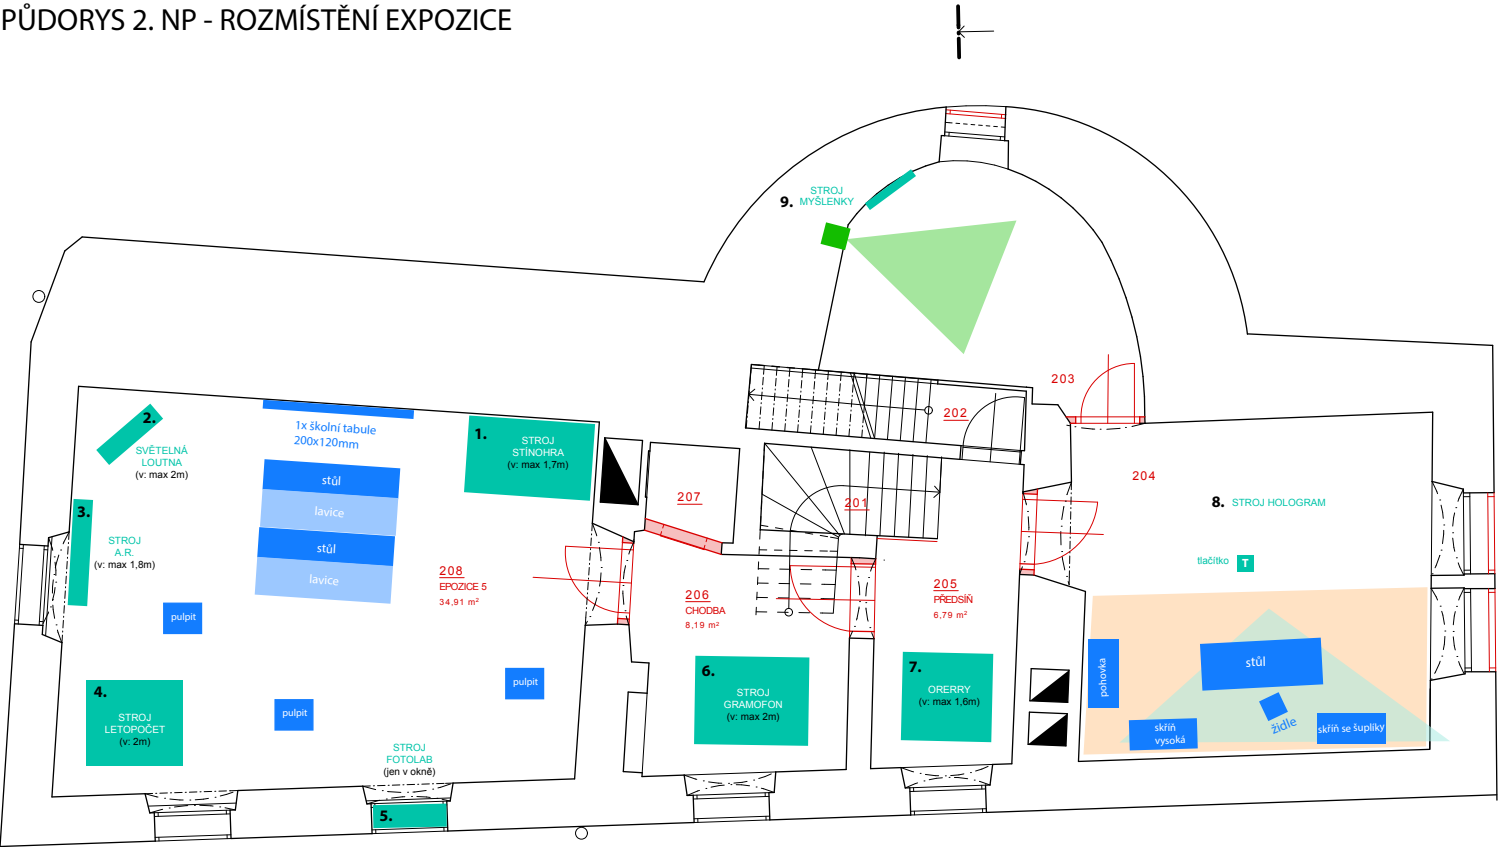 PŮDORYS 2. NP - ROZMÍSTĚNÍ EXPOZICE
9.
STROJ
MYŠLENKY
203
202
204
2.
SVĚTELNÁ
LOUTNA
(v: max 2m)
1x školní tabule
200x120mm
1.
STROJ
STÍNOHRA
(v: max 1,7m)
stůl
lavice
stůl
lavice
207
201
8. STROJ HOLOGRAM
3.
STROJ
A.R.
(v: max 1,8m)
tlačítko T
208
EPOZICE 5
34,91 m²
206
CHODBA
8,19 m²
205
PŘEDSÍŇ
6,79 m²
pulpit
pulpit
pulpit
4.
STROJ
LETOPOČET
(v: 2m)
6.
STROJ
GRAMOFON
(v: max 2m)
7.
ORERRY
(v: max 1,6m)
pohovka
stůl
židle
skříň
vysoká
skříň se šuplíky
STROJ
FOTOLAB
(jen v okně)
5.